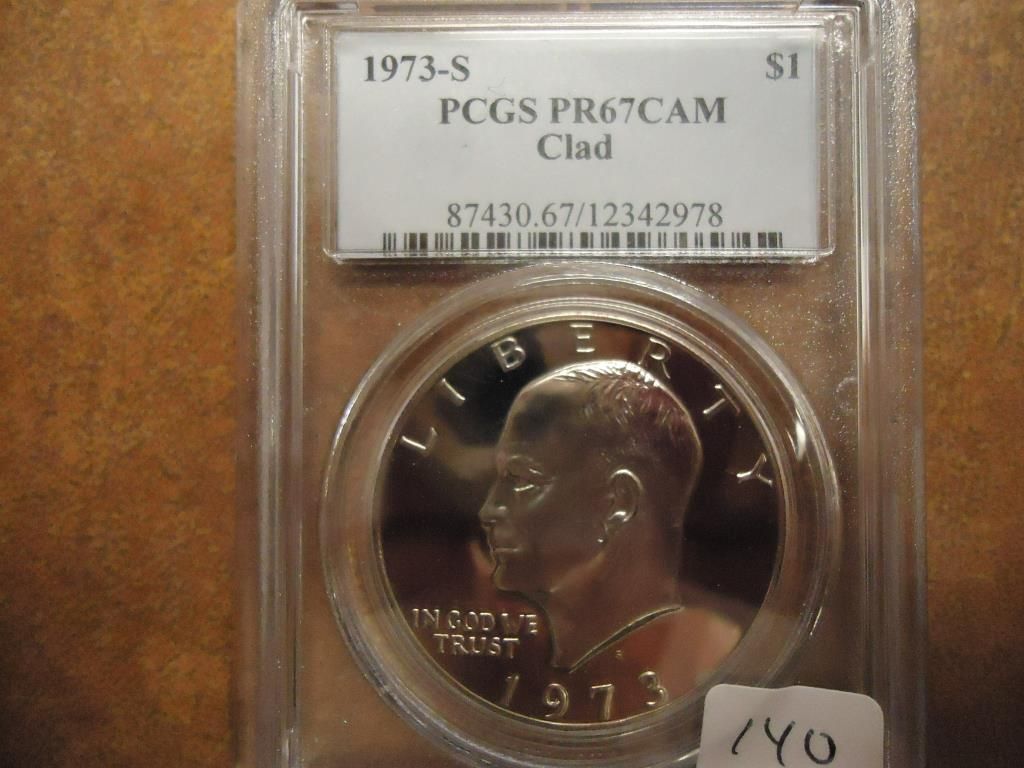 1973-S $1
PCGS PR67CAM
Clad
87430.67/12342978
LIBERTY
IN GOD WE
TRUST
S
1973
140